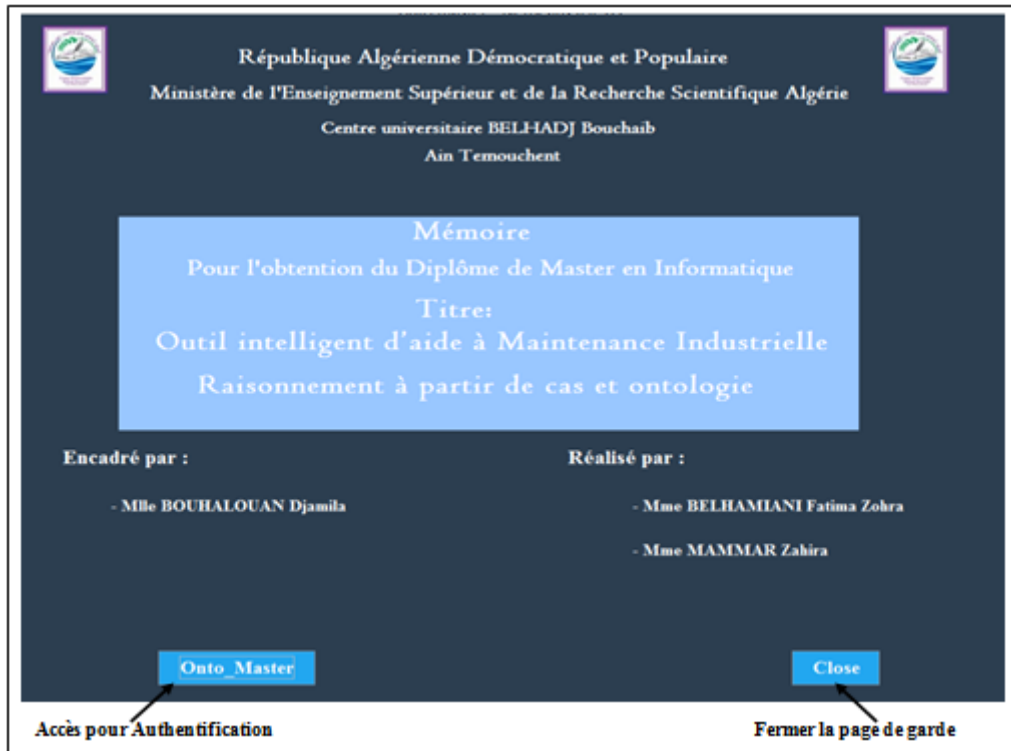 République Algérienne Démocratique et Populaire
Ministère de l'Enseignement Supérieur et de la Recherche Scientifique Algérie
Centre universitaire BELHADJ Bouchaib
Ain Temouchent
Mémoire
Pour l'obtention du Diplôme de Master en Informatique
Titre:
Outil intelligent d'aide à Maintenance Industrielle
Raisonnement à partir de cas et ontologie
Encadré par :
Réalisé par :
- Mlle BOUHALOUAN Djamila
- Mme BELHAMIANI Fatima Zohra
- Mme MAMMAR Zahira
Onto_Master
Close
Accès pour Authentification
Fermer la page de garde